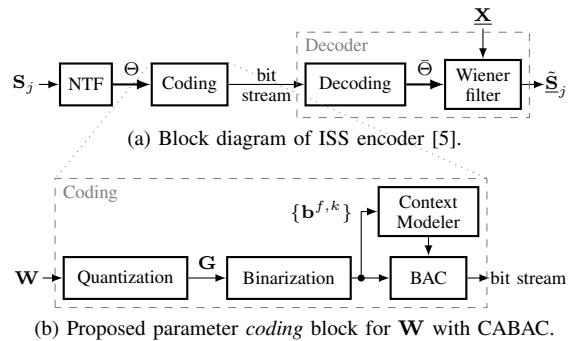 X
Decoder
S_j NTF Θ Coding bit stream Decoding Θ̄ Wiener filter S̃_j
(a) Block diagram of ISS encoder [5].
Coding
{b^{f,k}} Context Modeler
W Quantization G Binarization BAC bit stream
(b) Proposed parameter coding block for W with CABAC.